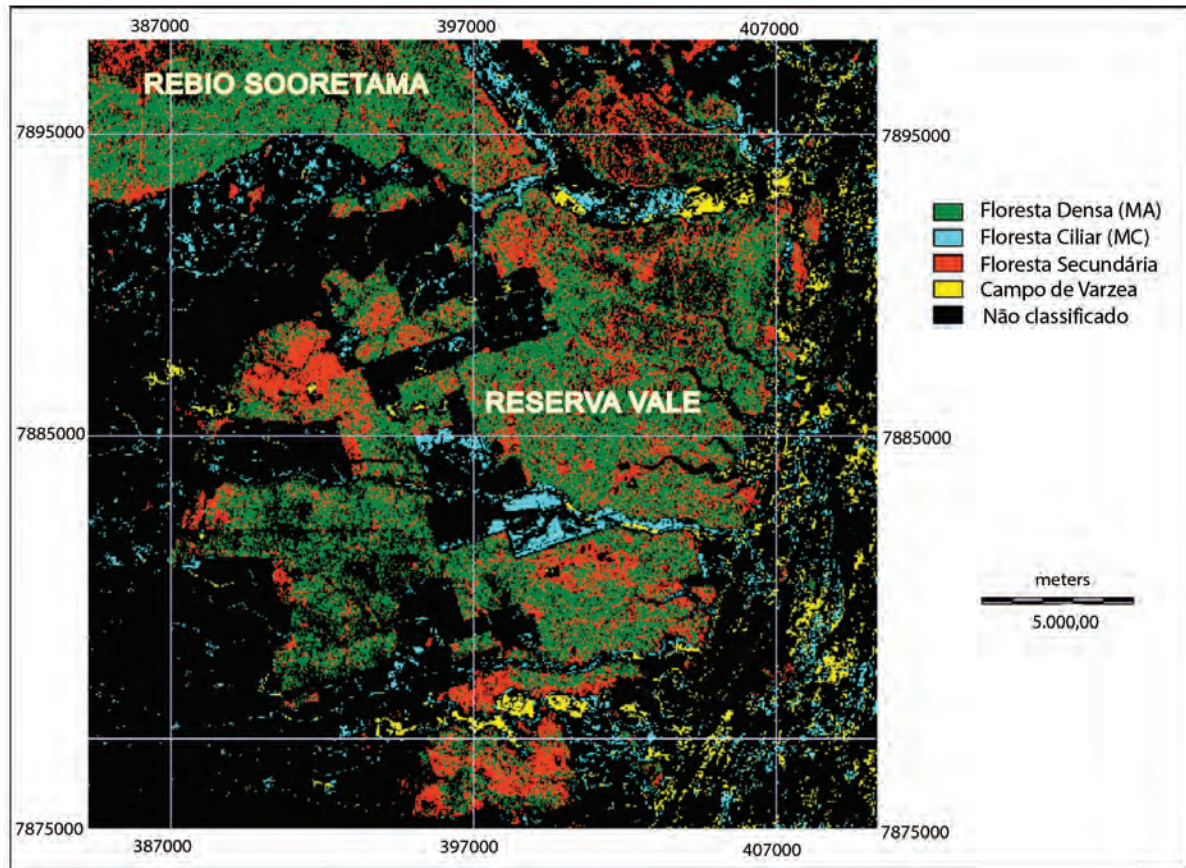 387000
397000
407000
REBIO SOORETAMA
7895000
7895000
Floresta Densa (MA)
Floresta Ciliar (MC)
Floresta Secundária
Campo de Varzea
Não classificado
RESERVA VALE
7885000
7885000
meters
5.000,00
7875000
7875000
387000
397000
407000